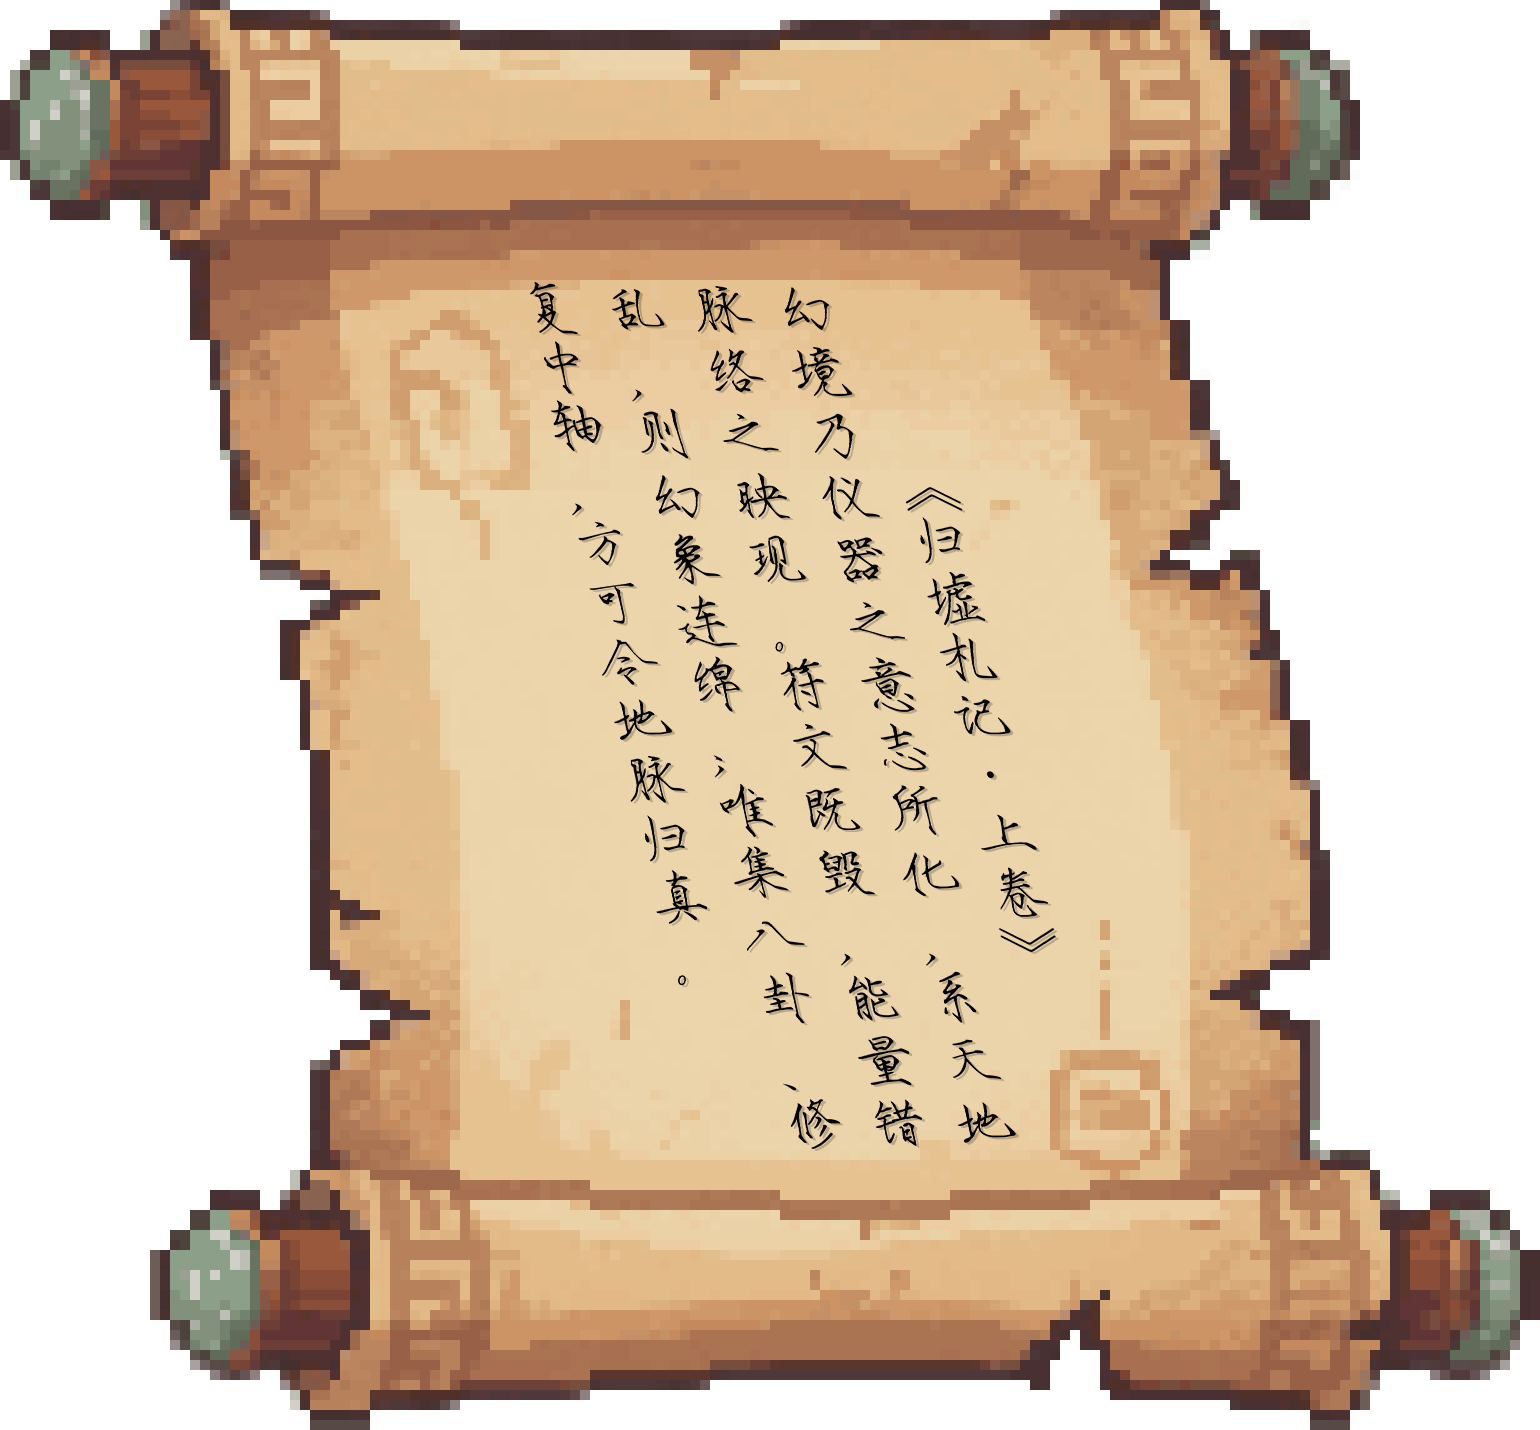 《归墟札记·上卷》
幻境乃仪器之意志所化，系天地
脉络之映现。符文既毁，能量错
乱，则幻象连绵；唯集八卦、修
复中轴，方可令地脉归真。